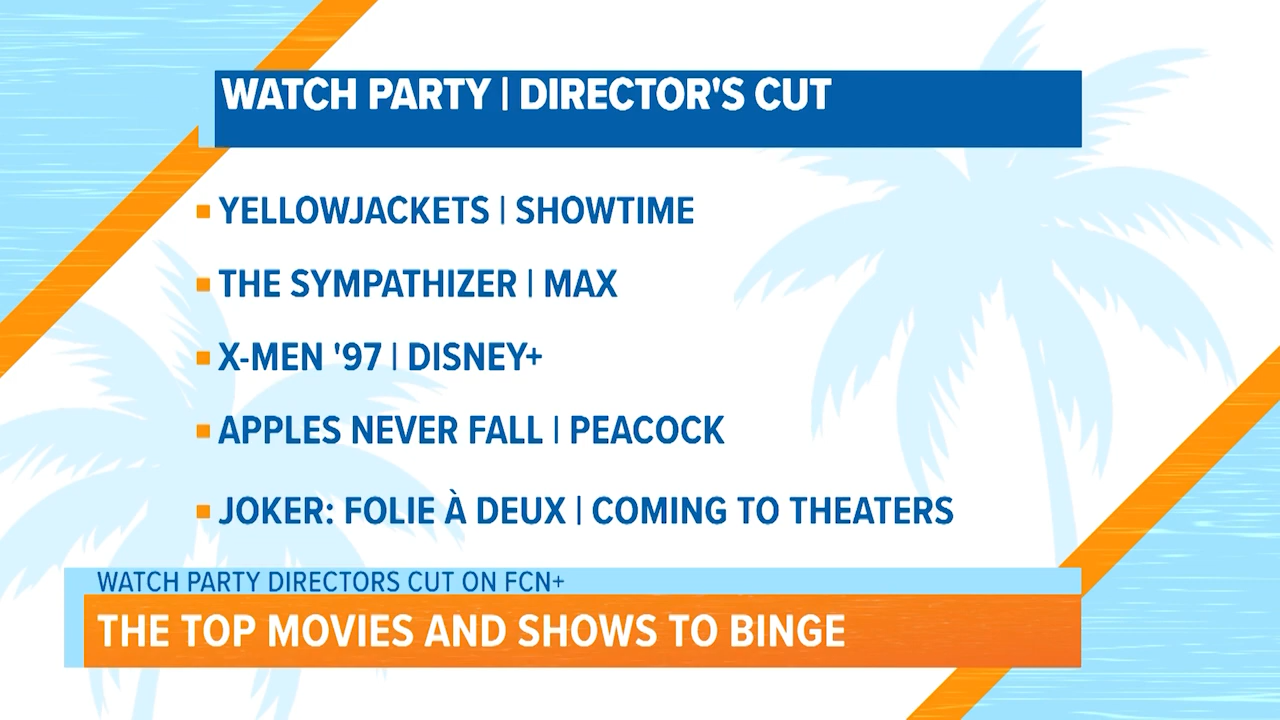 WATCH PARTY | DIRECTOR'S CUT
YELLOWJACKETS | SHOWTIME
THE SYMPATHIZER | MAX
X-MEN '97 | DISNEY+
APPLES NEVER FALL | PEACOCK
JOKER: FOLIE À DEUX | COMING TO THEATERS
WATCH PARTY DIRECTORS CUT ON FCN+
THE TOP MOVIES AND SHOWS TO BINGE